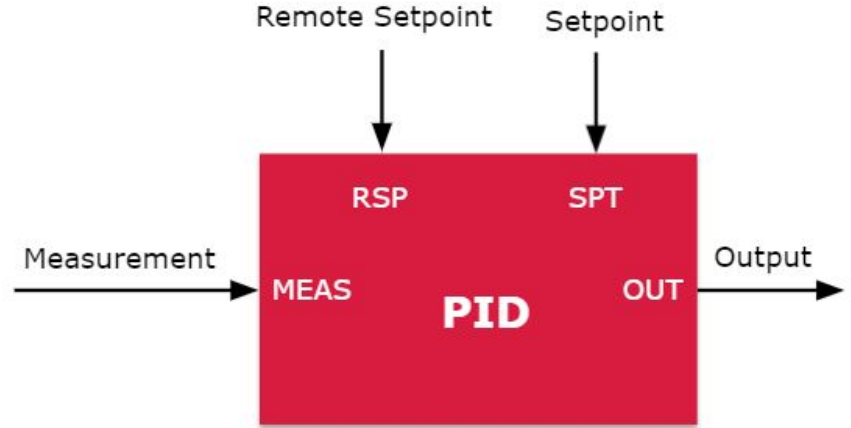 Remote Setpoint
Setpoint
RSP
SPT
Measurement
Output
MEAS
OUT
PID